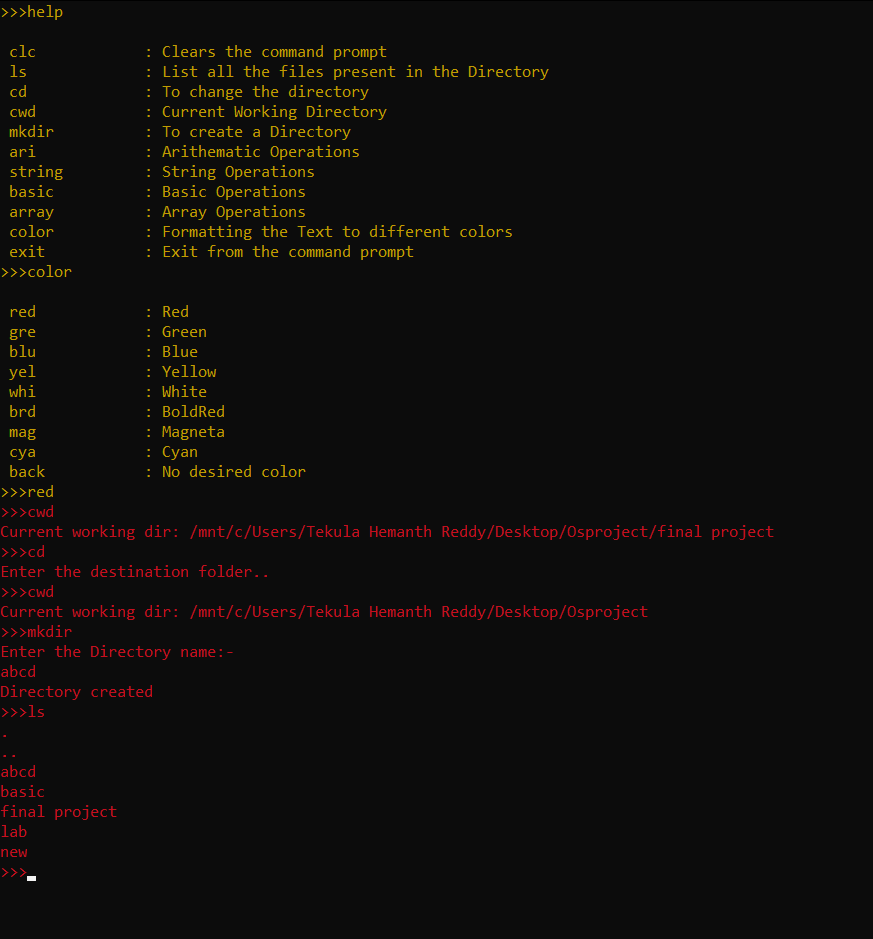 >>>help
clc : Clears the command prompt
ls : List all the files present in the Directory
cd : To change the directory
cwd : Current Working Directory
mkdir : To create a Directory
ari : Arithematic Operations
string : String Operations
basic : Basic Operations
array : Array Operations
color : Formatting the Text to different colors
exit : Exit from the command prompt
>>>color
red : Red
gre : Green
blu : Blue
yel : Yellow
whi : White
brd : BoldRed
mag : Magneta
cya : Cyan
back : No desired color
>>>red
>>>cwd
Current working dir: /mnt/c/Users/Tekula Hemanth Reddy/Desktop/Osproject/final project
>>>cd
Enter the destination folder..
>>>cwd
Current working dir: /mnt/c/Users/Tekula Hemanth Reddy/Desktop/Osproject
>>>mkdir
Enter the Directory name:-
abcd
Directory created
>>>ls
.
..
abcd
basic
final project
lab
new
>>>